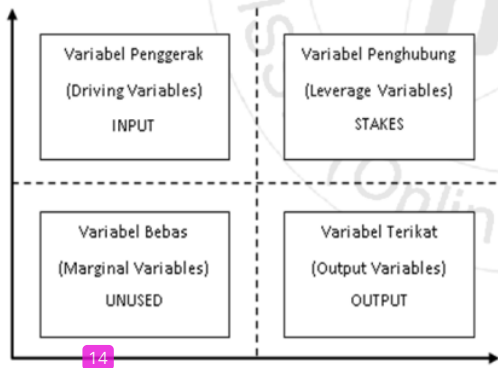 Variabel Penggerak
(Driving Variables)
INPUT
Variabel Penghubung
(Leverage Variables)
STAKES
Variabel Bebas
(Marginal Variables)
UNUSED
Variabel Terikat
(Output Variables)
OUTPUT
14